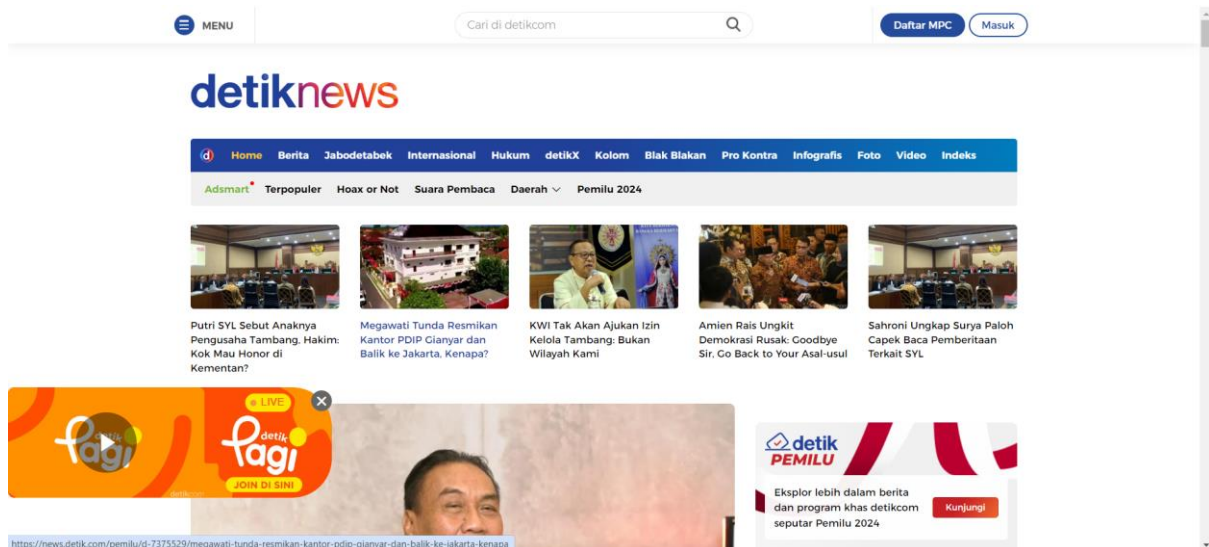 MENU
Cari di detikcom
Daftar MPC
Masuk
detiknews
d Home Berita Jabodetabek Internasional Hukum detikX Kolom Blak Blakan Pro Kontra Infografis Foto Video Indeks
Adsmart Terpopuler Hoax or Not Suara Pembaca Daerah Pemilu 2024
Putri SYL Sebut Anaknya
Pengusaha Tambang, Hakim:
Kok Mau Honor di
Kementan?
Megawati Tunda Resmikan
Kantor PDIP Gianyar dan
Balik ke Jakarta, Kenapa?
KWI Tak Akan Ajukan Izin
Kelola Tambang: Bukan
Wilayah Kami
Amien Rais Ungkit
Demokrasi Rusak: Goodbye
Sir, Go Back to Your Asal-usul
Sahroni Ungkap Surya Paloh
Capek Baca Pemberitaan
Terkait SYL
LIVE
detik
Pagi
detik
Pagi
JOIN DI SINI
detikcom
detik
PEMILU
Eksplor lebih dalam berita
dan program khas detikcom
seputar Pemilu 2024
Kunjungi
https://news.detik.com/pemilu/d-7375529/megawati-tunda-resmikan-kantor-pdip-gianyar-dan-balik-ke-jakarta-kenapa